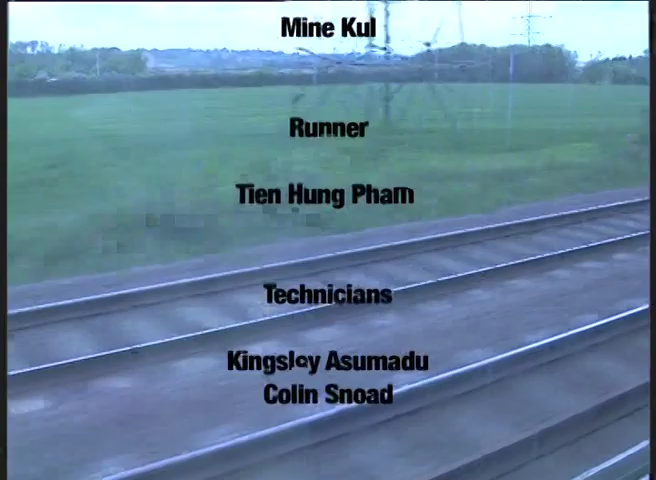 Mine Kul
Runner
Tien Hung Pham
Technicians
Kingsley Asumadu
Colin Snoad